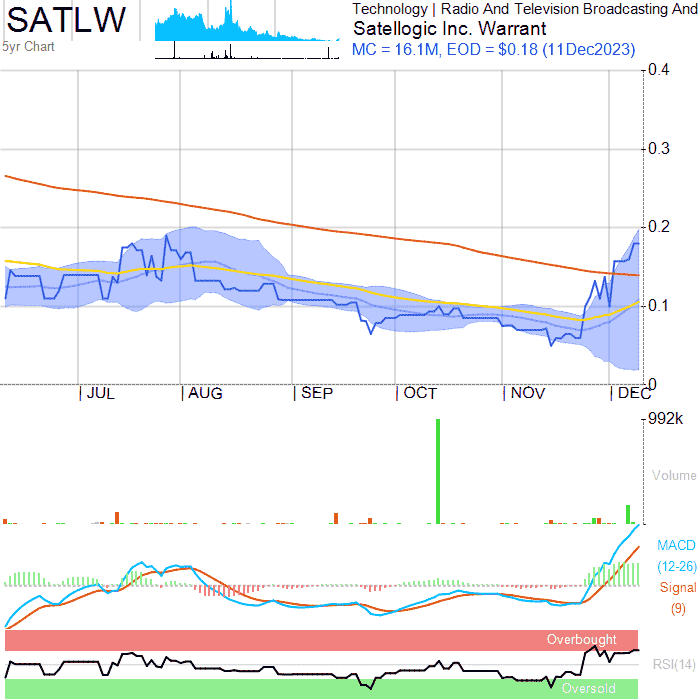 SATLW
5yr Chart
Technology | Radio And Television Broadcasting And
Satellogic Inc. Warrant
MC = 16.1M, EOD = $0.18 (11Dec2023)
0.4
0.3
0.2
0.1
0
JUL
AUG
SEP
OCT
NOV
DEC
992k
Volume
MACD
(12-26)
Signal
(9)
Overbought
RSI(14)
Oversold